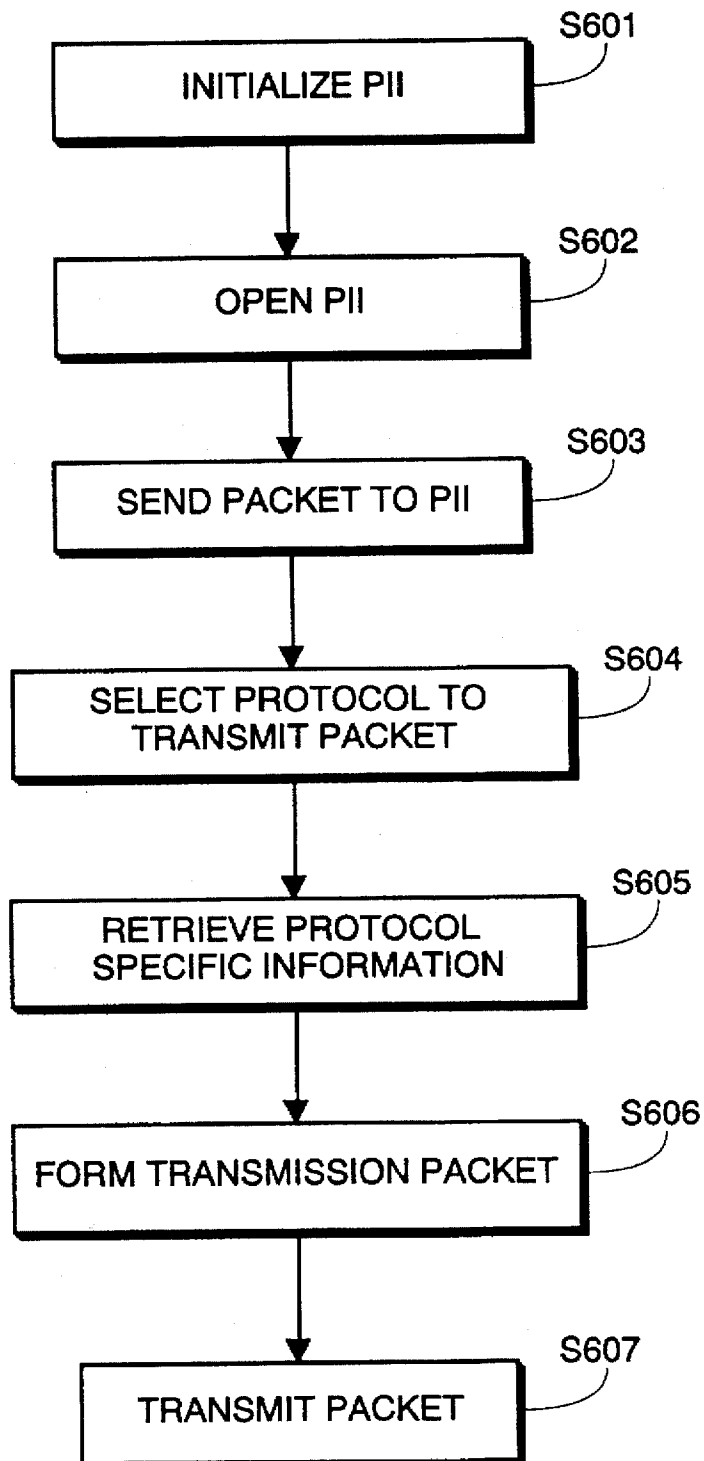 S601
INITIALIZE PII
S602
OPEN PII
S603
SEND PACKET TO PII
S604
SELECT PROTOCOL TO
TRANSMIT PACKET
S605
RETRIEVE PROTOCOL
SPECIFIC INFORMATION
S606
FORM TRANSMISSION PACKET
S607
TRANSMIT PACKET